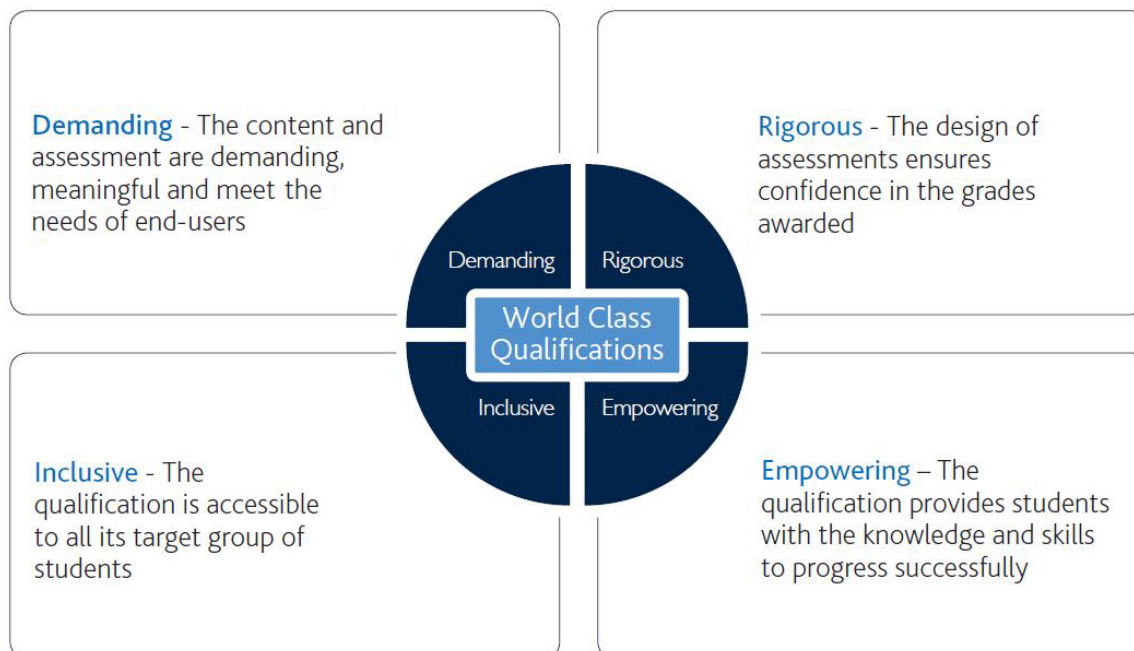 Demanding - The content and
assessment are demanding,
meaningful and meet the
needs of end-users
Rigorous - The design of
assessments ensures
confidence in the grades
awarded
Demanding
Rigorous
World Class
Qualifications
Inclusive
Empowering
Inclusive - The
qualification is accessible
to all its target group of
students
Empowering – The
qualification provides students
with the knowledge and skills
to progress successfully